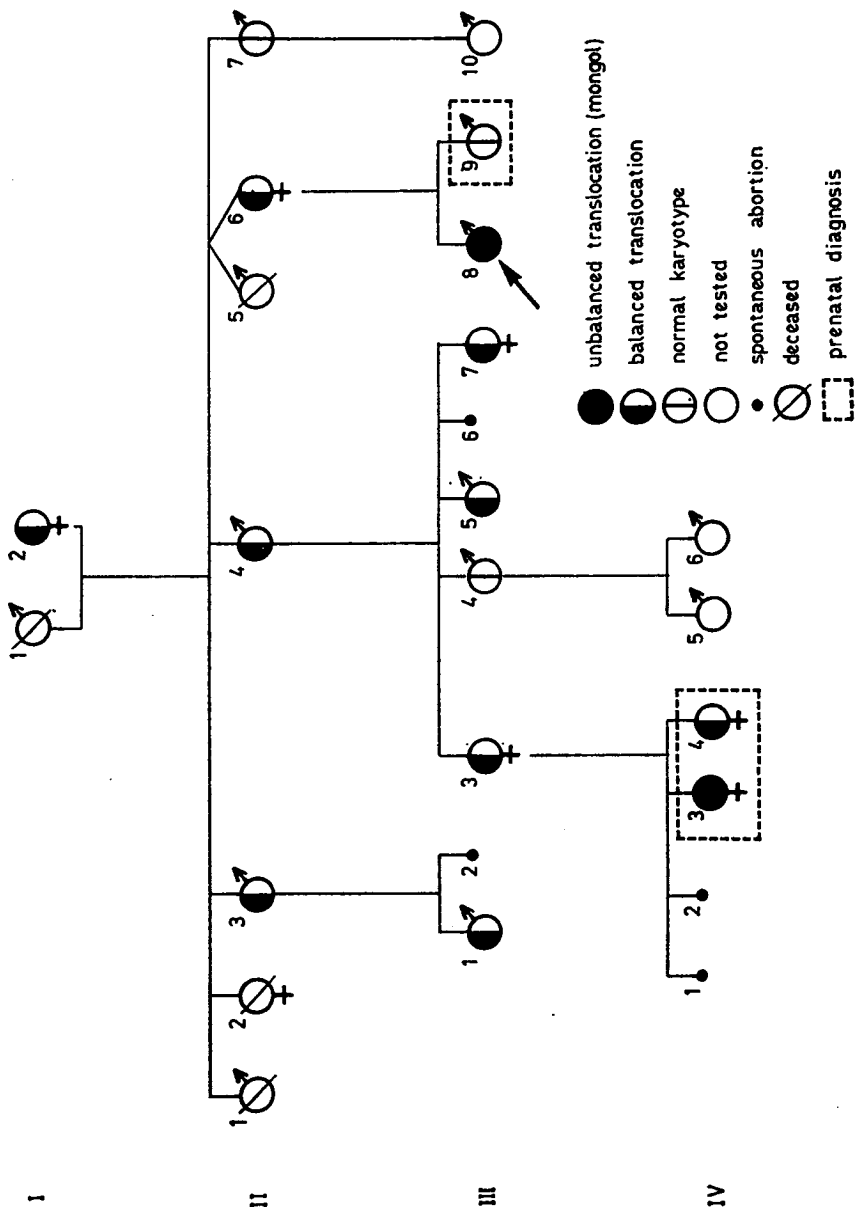 I
1 2
II
1 2 3 4 5 6 7
III
1 2 3 4 5 6 7 8 9 10
IV
1 2 3 4 5 6
unbalanced translocation (mongol)
balanced translocation
normal karyotype
not tested
spontaneous abortion
deceased
prenatal diagnosis